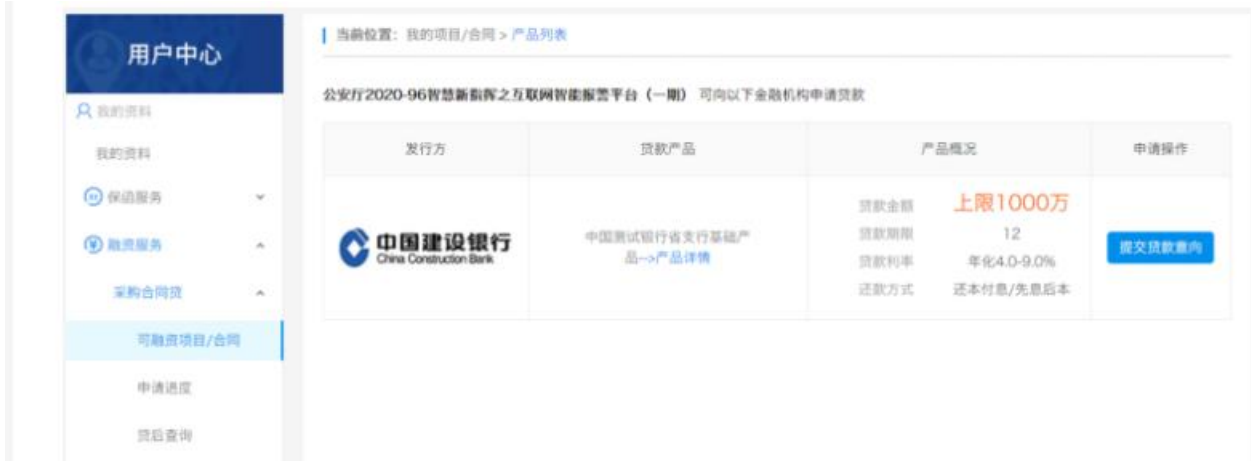 用户中心
我的资料
我的资料
保函服务
融资服务
采购合同贷
可融资项目/合同
申请进度
贷后查询
当前位置：我的项目/合同 > 产品列表
公安厅2020-96智慧新指挥之互联网智能报警平台（一期） 可向以下金融机构申请贷款
发行方 贷款产品 产品概况 申请操作
中国建设银行
China Construction Bank
中国测试银行省支行基础产
品-->产品详情
贷款金额 上限1000万
贷款期限 12
贷款利率 年化4.0-9.0%
还款方式 还本付息/先息后本
提交贷款意向